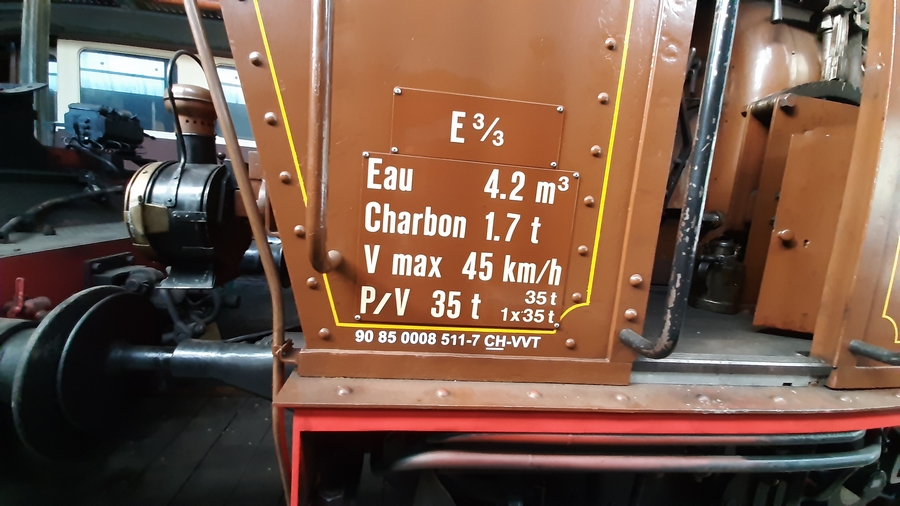 E 3/3
Eau 4.2 m³
Charbon 1.7 t
V max 45 km/h
P/V 35 t 35 t
1x35 t
90 85 0008 511-7 CH-VVT